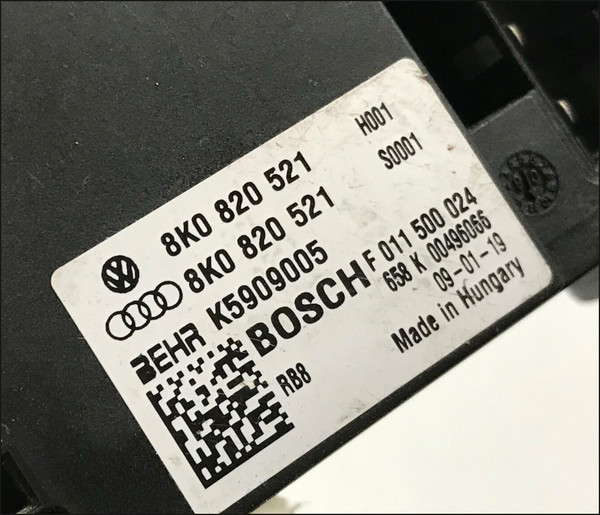 8K0 820 521 H001
8K0 820 521 S0001
BEHR K5909005
BOSCH F 011 500 024
658 K 00496066
09-01-19
RB8 Made in Hungary